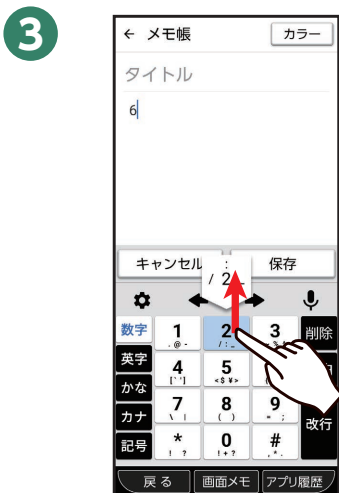 3
メモ帳 カラー
タイトル
6
キャンセル 保存
:
/ 2
数字 1 2 3 削除
. @ - / : _
英字 4 5
[ ` ' ] < $ ¥ >
かな
カナ 7 8 9 改行
\ | ( ) " ;
記号 * 0 #
! ? ! + ? , * .
戻る 画面メモ アプリ履歴